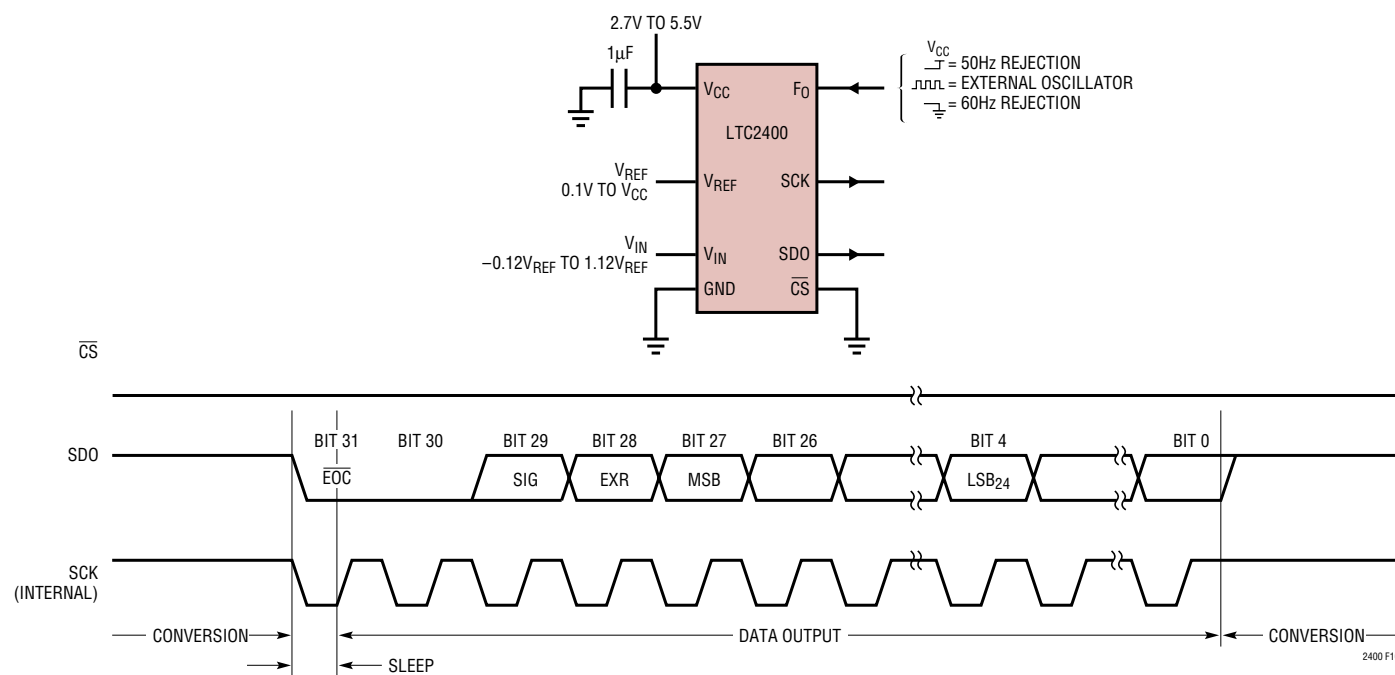 2.7V TO 5.5V
1µF
VCC
FO
VCC
= 50Hz REJECTION
= EXTERNAL OSCILLATOR
= 60Hz REJECTION
LTC2400
VREF
0.1V TO VCC
VREF
SCK
VIN
–0.12VREF TO 1.12VREF
VIN
SDO
GND
CS
CS
SDO
BIT 31
BIT 30
BIT 29
BIT 28
BIT 27
BIT 26
BIT 4
BIT 0
EOC
SIG
EXR
MSB
LSB24
SCK
(INTERNAL)
CONVERSION
DATA OUTPUT
CONVERSION
SLEEP